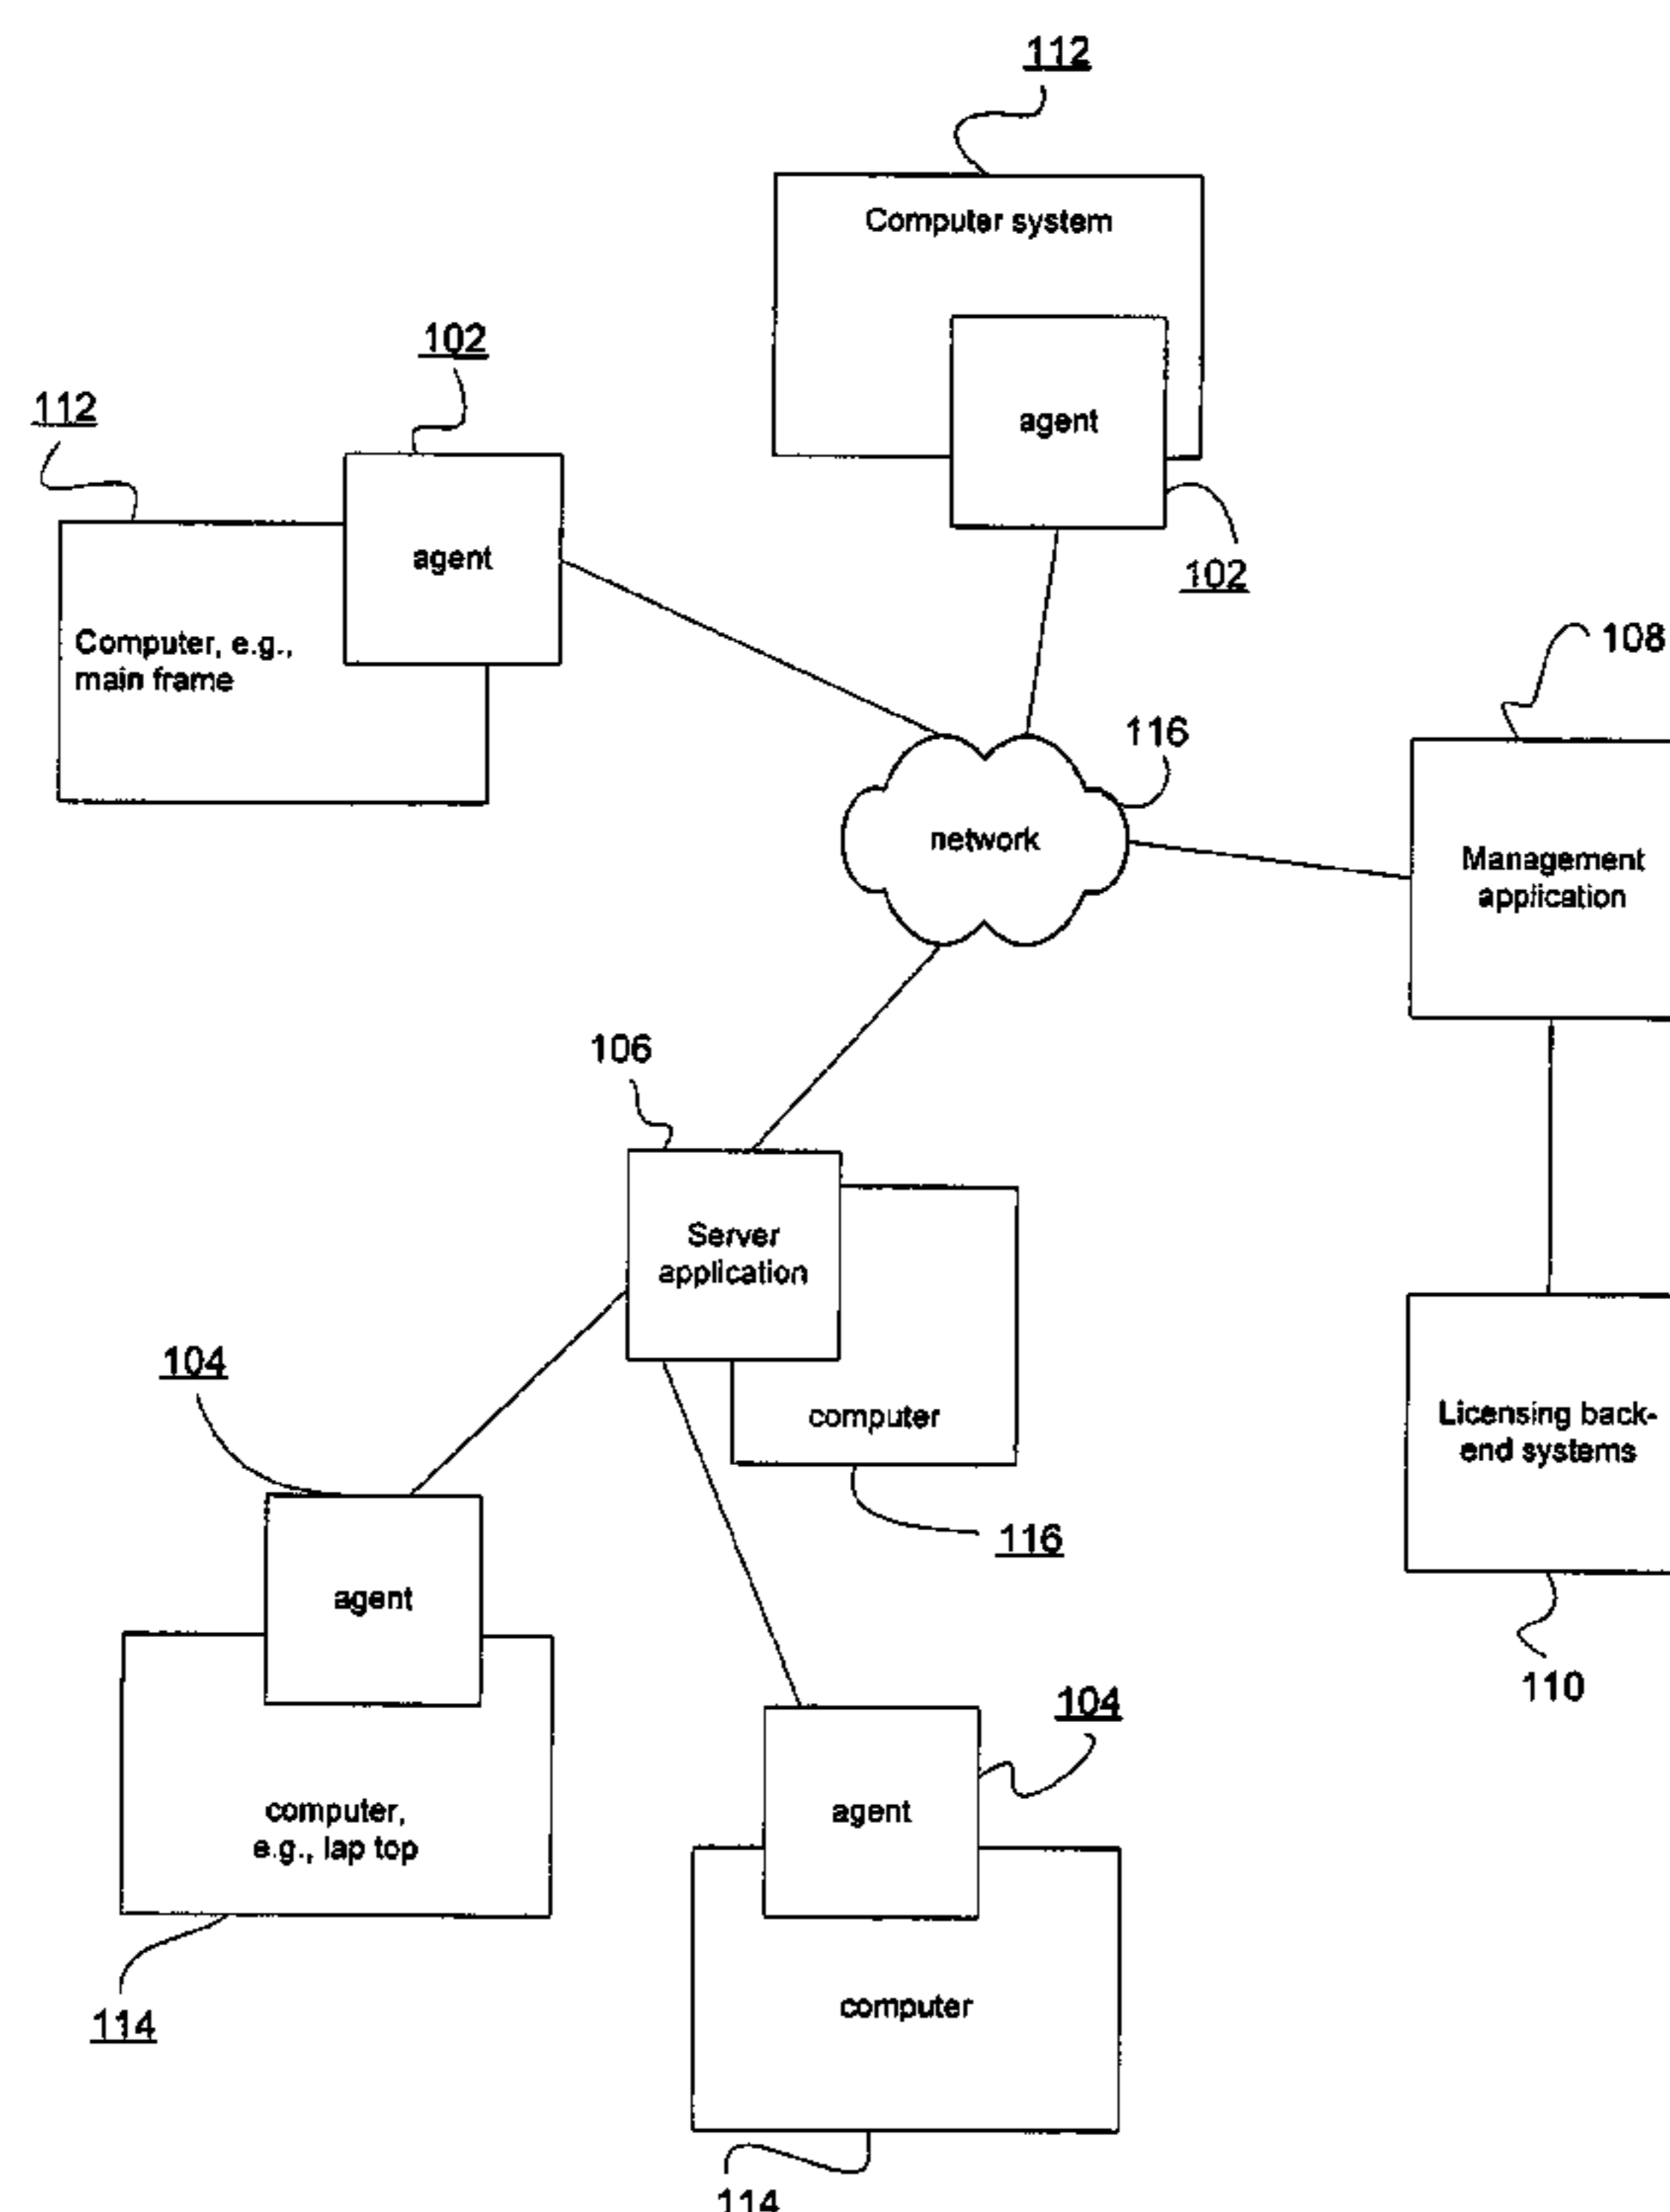 112
Computer system
102
112
agent
agent
102
Computer, e.g.,
main frame
108
116
network
Management
application
106
Server
application
104
computer
Licensing back-
end systems
116
agent
110
104
computer,
e.g., lap top
agent
114
computer
114